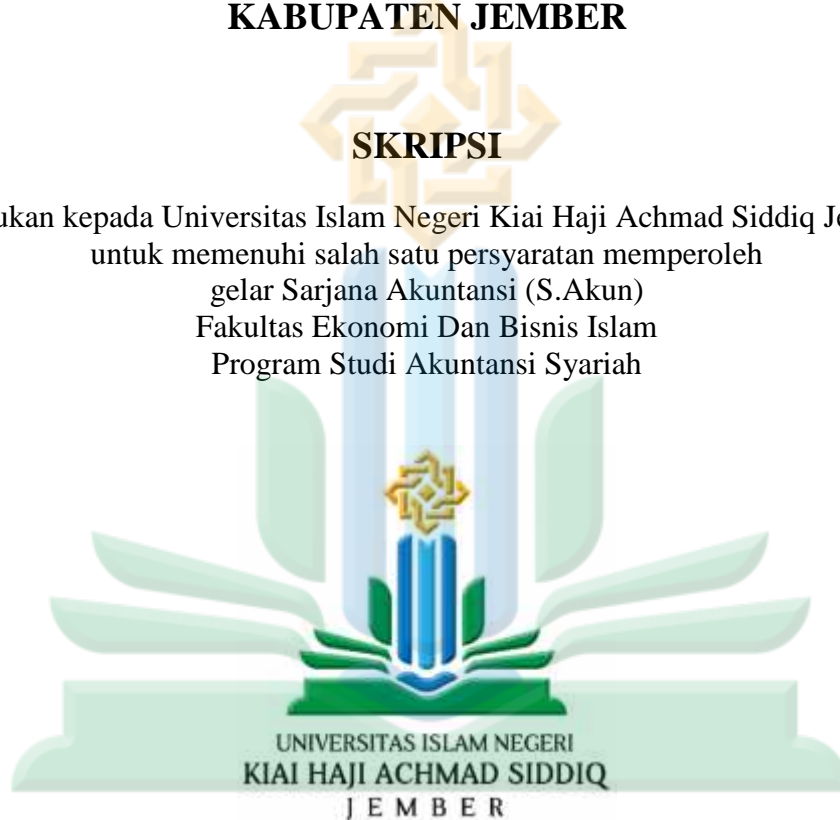 KABUPATEN JEMBER
SKRIPSI
ukan kepada Universitas Islam Negeri Kiai Haji Achmad Siddiq Je
untuk memenuhi salah satu persyaratan memperoleh
gelar Sarjana Akuntansi (S.Akun)
Fakultas Ekonomi Dan Bisnis Islam
Program Studi Akuntansi Syariah
UNIVERSITAS ISLAM NEGERI
KIAI HAJI ACHMAD SIDDIQ
JEMBER